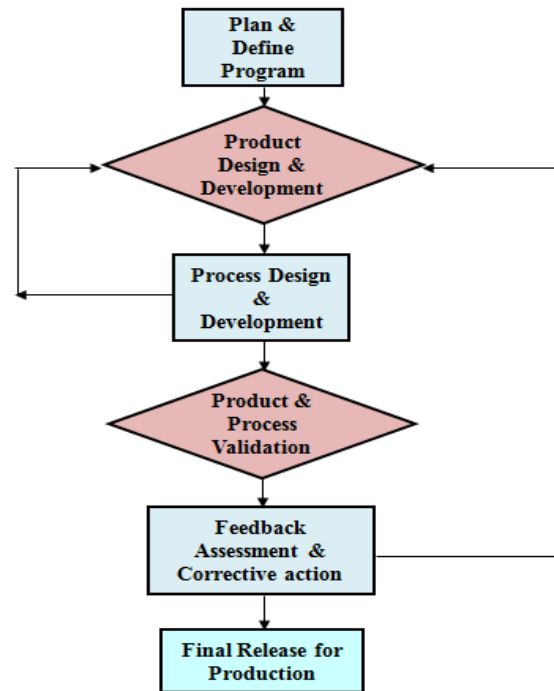 Plan &
Define
Program
Product
Design &
Development
Process Design
&
Development
Product &
Process
Validation
Feedback
Assessment &
Corrective action
Final Release for
Production